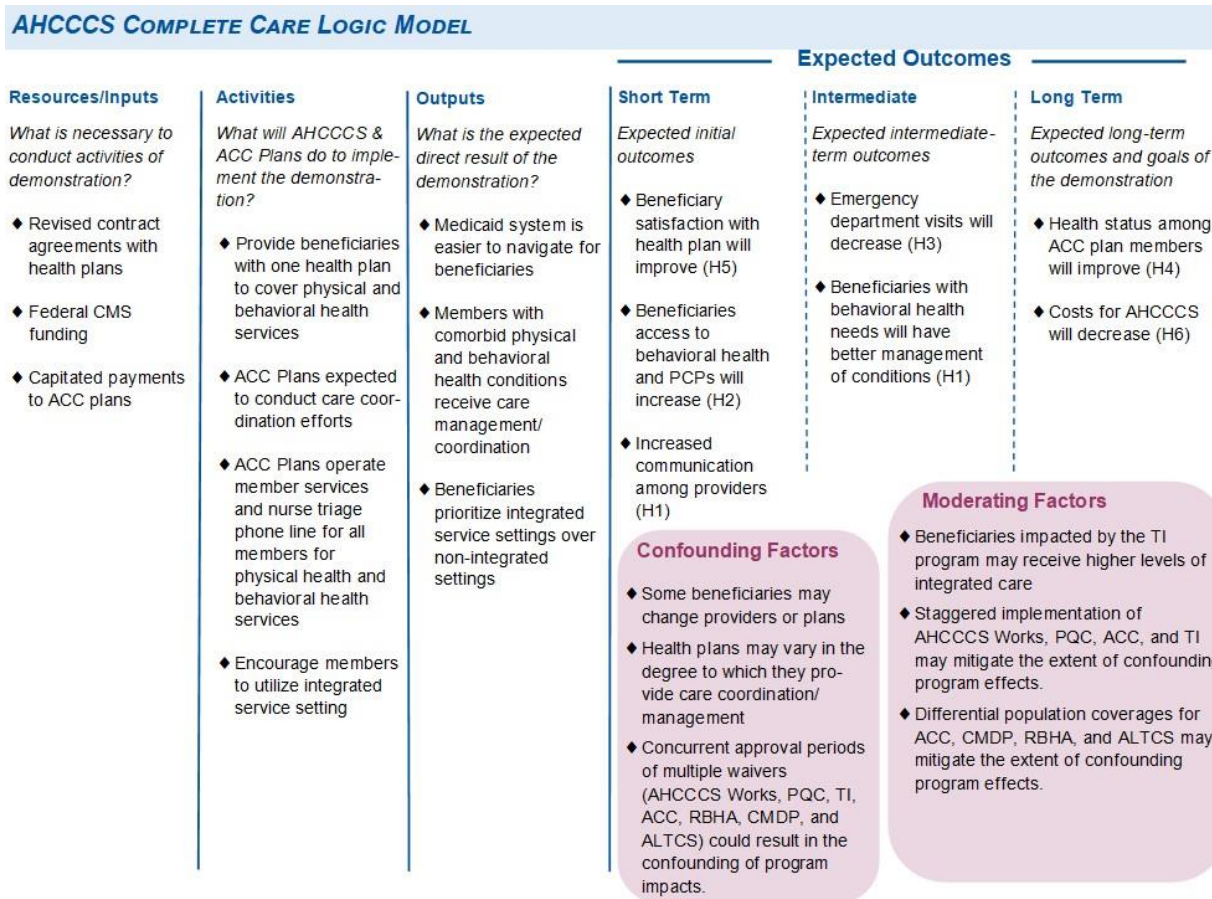 AHCCCS COMPLETE CARE LOGIC MODEL
Expected Outcomes
Resources/Inputs
What is necessary to
conduct activities of
demonstration?
♦ Revised contract
agreements with
health plans
♦ Federal CMS
funding
♦ Capitated payments
to ACC plans
Activities
What will AHCCCS &
ACC Plans do to imple-
ment the demonstra-
tion?
♦ Provide beneficiaries
with one health plan
to cover physical and
behavioral health
services
♦ ACC Plans expected
to conduct care coor-
dination efforts
♦ ACC Plans operate
member services
and nurse triage
phone line for all
members for
physical health and
behavioral health
services
♦ Encourage members
to utilize integrated
service setting
Outputs
What is the expected
direct result of the
demonstration?
♦ Medicaid system is
easier to navigate for
beneficiaries
♦ Members with
comorbid physical
and behavioral
health conditions
receive care
management/
coordination
♦ Beneficiaries
prioritize integrated
service settings over
non-integrated
settings
Short Term
Expected initial
outcomes
♦ Beneficiary
satisfaction with
health plan will
improve (H5)
♦ Beneficiaries
access to
behavioral health
and PCPs will
increase (H2)
♦ Increased
communication
among providers
(H1)
Intermediate
Expected intermediate-
term outcomes
♦ Emergency
department visits will
decrease (H3)
♦ Beneficiaries with
behavioral health
needs will have
better management
of conditions (H1)
Long Term
Expected long-term
outcomes and goals of
the demonstration
♦ Health status among
ACC plan members
will improve (H4)
♦ Costs for AHCCCS
will decrease (H6)
Confounding Factors
♦ Some beneficiaries may
change providers or plans
♦ Health plans may vary in the
degree to which they pro-
vide care coordination/
management
♦ Concurrent approval periods
of multiple waivers
(AHCCCS Works, PQC, TI,
ACC, RBHA, CMDP, and
ALTCS) could result in the
confounding of program
impacts.
Moderating Factors
♦ Beneficiaries impacted by the TI
program may receive higher levels of
integrated care
♦ Staggered implementation of
AHCCCS Works, PQC, ACC, and TI
may mitigate the extent of confoundin
program effects.
♦ Differential population coverages for
ACC, CMDP, RBHA, and ALTCS may
mitigate the extent of confounding
program effects.